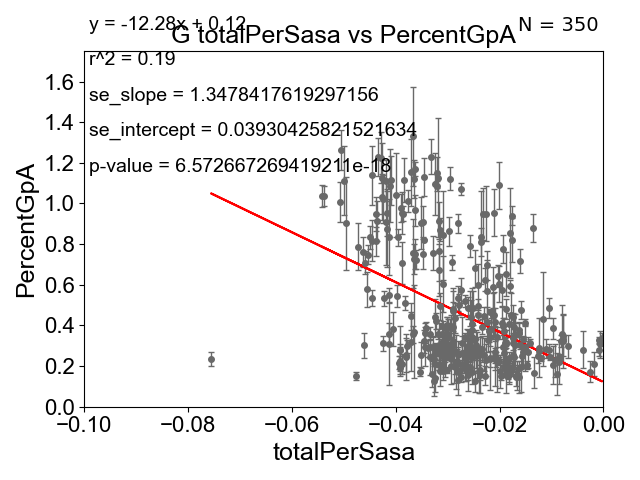 y = -12.28x + 0.12
N = 350
G totalPerSasa vs PercentGpA
r^2 = 0.19
se_slope = 1.3478417619297156
se_intercept = 0.03930425821521634
p-value = 6.572667269419211e-18
PercentGpA
1.6
1.4
1.2
1.0
0.8
0.6
0.4
0.2
0.0
−0.10
−0.08
−0.06
−0.04
−0.02
0.00
totalPerSasa